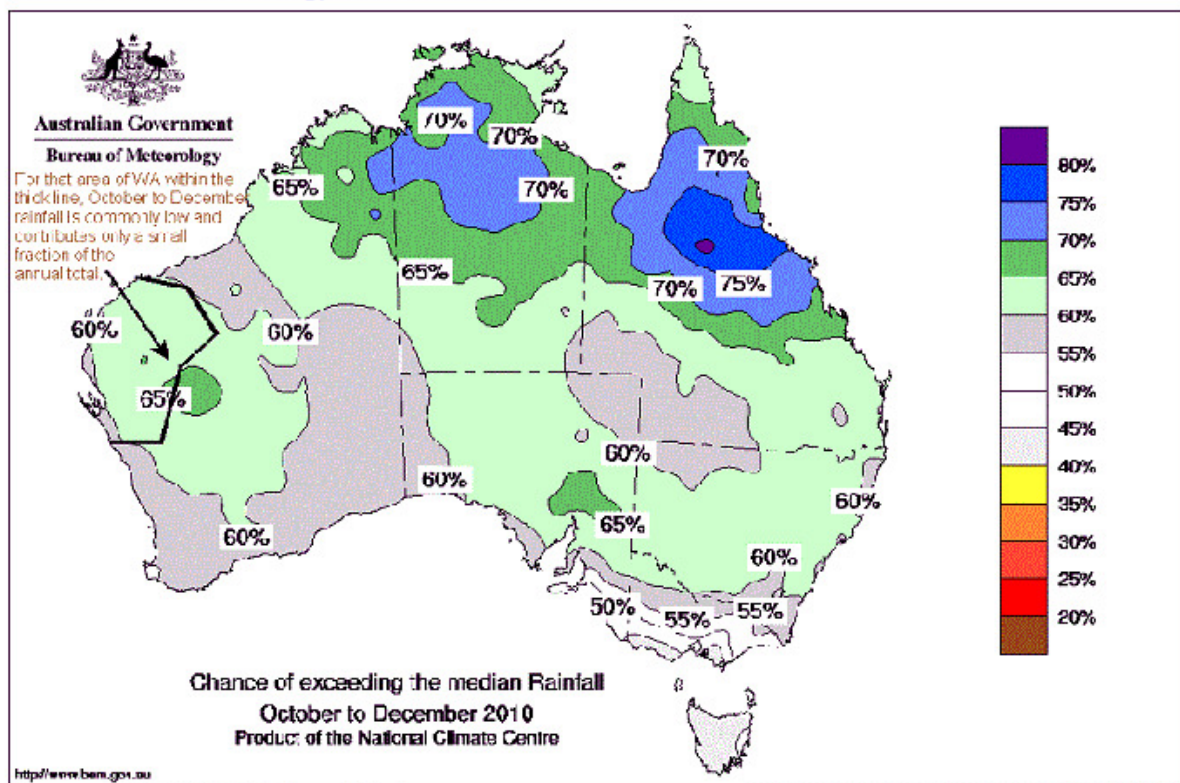 Australian Government
Bureau of Meteorology
For that area of WA within the
thick line, October to December
rainfall is commonly low and
contributes only a small
fraction of the
annual total.
70%
70%
70%
65%
70%
65%
70%
75%
60%
60%
65%
60%
60%
60%
65%
60%
60%
50%
55%
55%
80%
75%
70%
65%
60%
55%
50%
45%
40%
35%
30%
25%
20%
Chance of exceeding the median Rainfall
October to December 2010
Product of the National Climate Centre
http://www.bom.gov.au